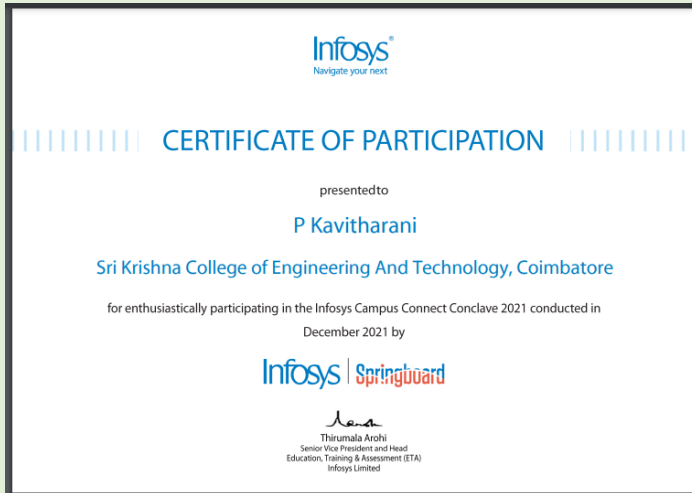 Infosys®
Navigate your next
CERTIFICATE OF PARTICIPATION
presentedto
P Kavitharani
Sri Krishna College of Engineering And Technology, Coimbatore
for enthusiastically participating in the Infosys Campus Connect Conclave 2021 conducted in
December 2021 by
Infosys | Springboard
Thirumala Arohi
Senior Vice President and Head
Education, Training & Assessment (ETA)
Infosys Limited